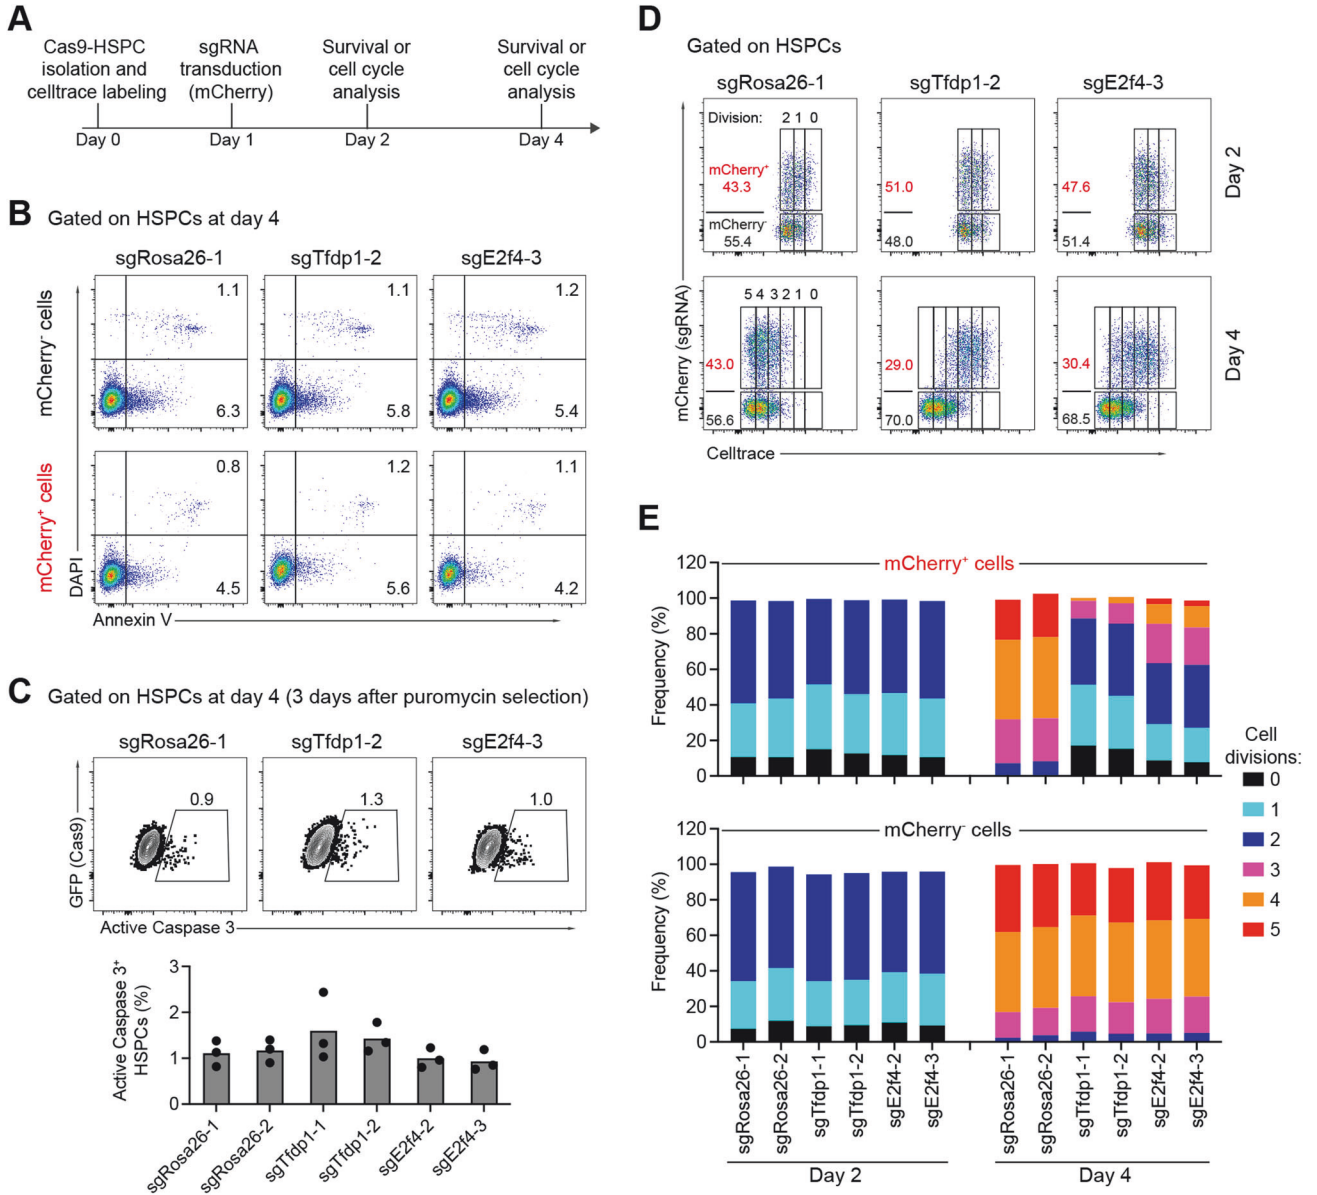 A
Cas9-HSPC
isolation and
celltrace labeling
sgRNA
transduction
(mCherry)
Survival or
cell cycle
analysis
Survival or
cell cycle
analysis
Day 0
Day 1
Day 2
Day 4
B
Gated on HSPCs at day 4
sgRosa26-1
sgTfdp1-2
sgE2f4-3
mCherry⁻ cells
1.1
6.3
1.1
5.8
1.2
5.4
mCherry⁺ cells
0.8
4.5
1.2
5.6
1.1
4.2
DAPI
Annexin V
C
Gated on HSPCs at day 4 (3 days after puromycin selection)
sgRosa26-1
sgTfdp1-2
sgE2f4-3
GFP (Cas9)
0.9
1.3
1.0
Active Caspase 3
Active Caspase 3⁺
HSPCs (%)
3
2
1
0
sgRosa26-1
sgRosa26-2
sgTfdp1-1
sgTfdp1-2
sgE2f4-2
sgE2f4-3
D
Gated on HSPCs
sgRosa26-1
sgTfdp1-2
sgE2f4-3
Division: 2 1 0
mCherry⁺
43.3
mCherry⁻
55.4
51.0
48.0
47.6
51.4
Day 2
5 4 3 2 1 0
43.0
56.6
29.0
70.0
30.4
68.5
Day 4
mCherry (sgRNA)
Celltrace
E
mCherry⁺ cells
Frequency (%)
120
100
80
60
40
20
0
mCherry⁻ cells
Frequency (%)
120
100
80
60
40
20
0
sgRosa26-1
sgRosa26-2
sgTfdp1-1
sgTfdp1-2
sgE2f4-2
sgE2f4-3
sgRosa26-1
sgRosa26-2
sgTfdp1-1
sgTfdp1-2
sgE2f4-2
sgE2f4-3
Day 2
Day 4
Cell
divisions:
0
1
2
3
4
5